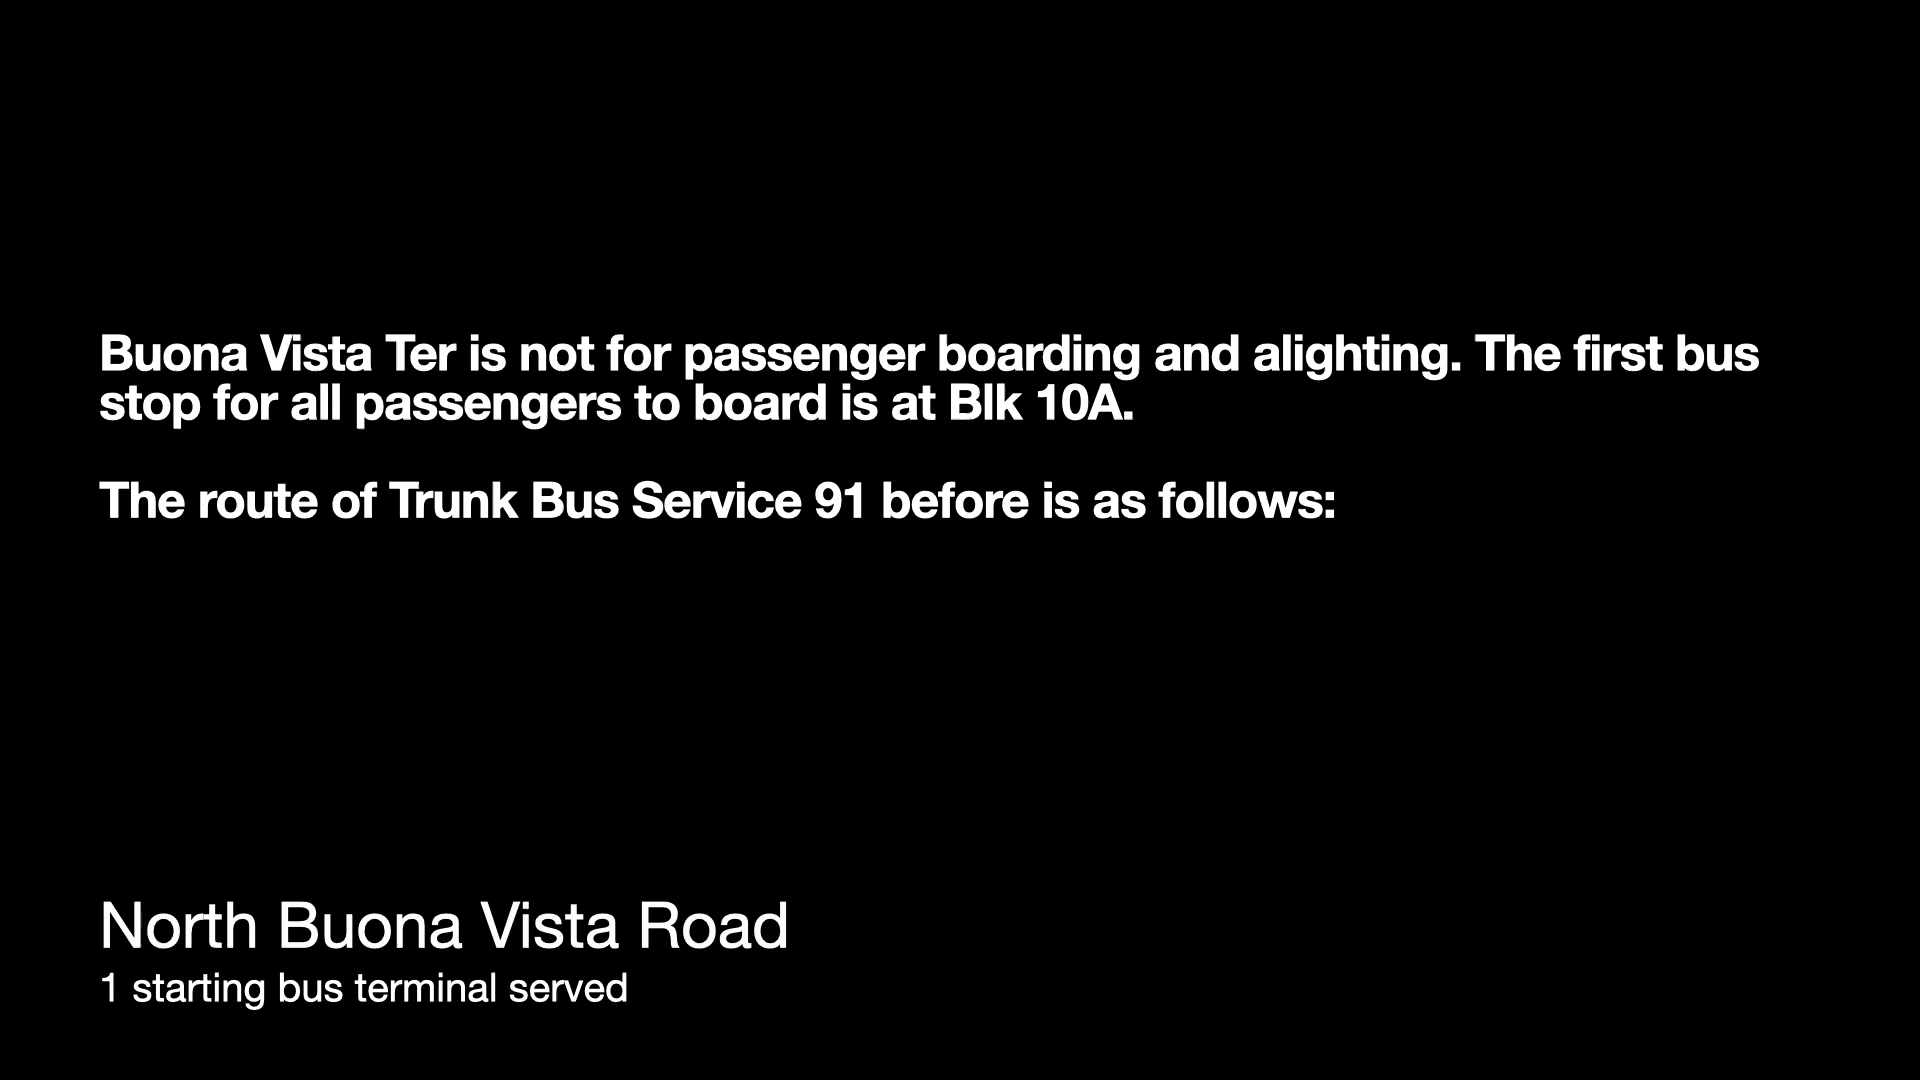 Buona Vista Ter is not for passenger boarding and alighting. The first bus
stop for all passengers to board is at Blk 10A.
The route of Trunk Bus Service 91 before is as follows:
North Buona Vista Road
1 starting bus terminal served